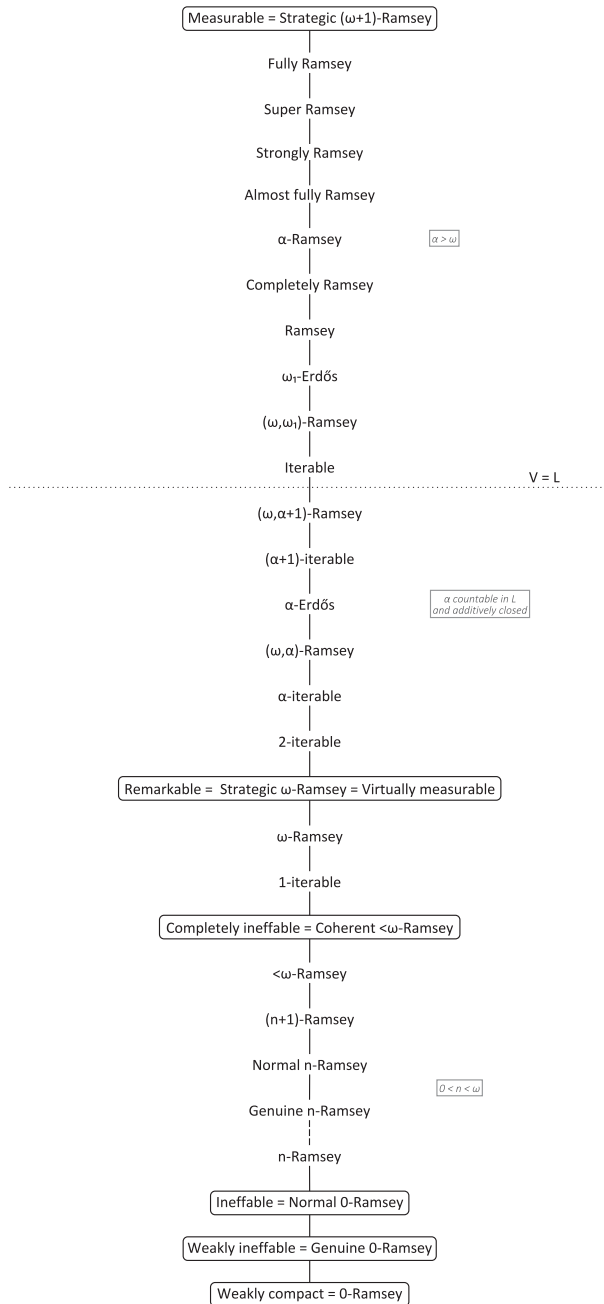 Measurable = Strategic (ω+1)-Ramsey
Fully Ramsey
Super Ramsey
Strongly Ramsey
Almost fully Ramsey
α-Ramsey
α > ω
Completely Ramsey
Ramsey
ω₁-Erdős
(ω,ω₁)-Ramsey
Iterable
V = L
(ω,α+1)-Ramsey
(α+1)-iterable
α-Erdős
α countable in L
and additively closed
(ω,α)-Ramsey
α-iterable
2-iterable
Remarkable = Strategic ω-Ramsey = Virtually measurable
ω-Ramsey
1-iterable
Completely ineffable = Coherent <ω-Ramsey
<ω-Ramsey
(n+1)-Ramsey
Normal n-Ramsey
0 < n < ω
Genuine n-Ramsey
n-Ramsey
Ineffable = Normal 0-Ramsey
Weakly ineffable = Genuine 0-Ramsey
Weakly compact = 0-Ramsey